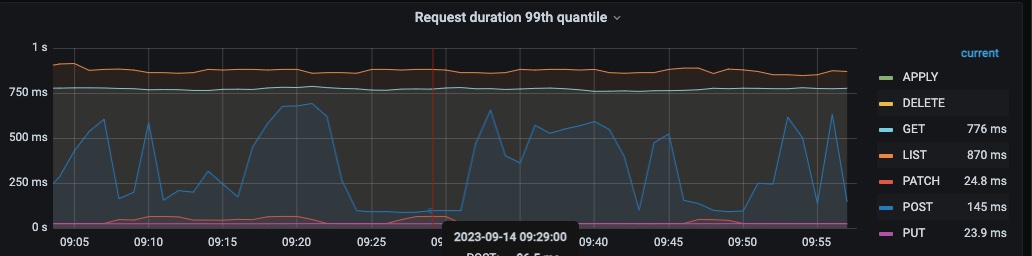 Request duration 99th quantile
current
1 s
750 ms
500 ms
250 ms
0 s
APPLY
DELETE
GET 776 ms
LIST 870 ms
PATCH 24.8 ms
POST 145 ms
PUT 23.9 ms
09:05 09:10 09:15 09:20 09:25 09:40 09:45 09:50 09:55
2023-09-14 09:29:00